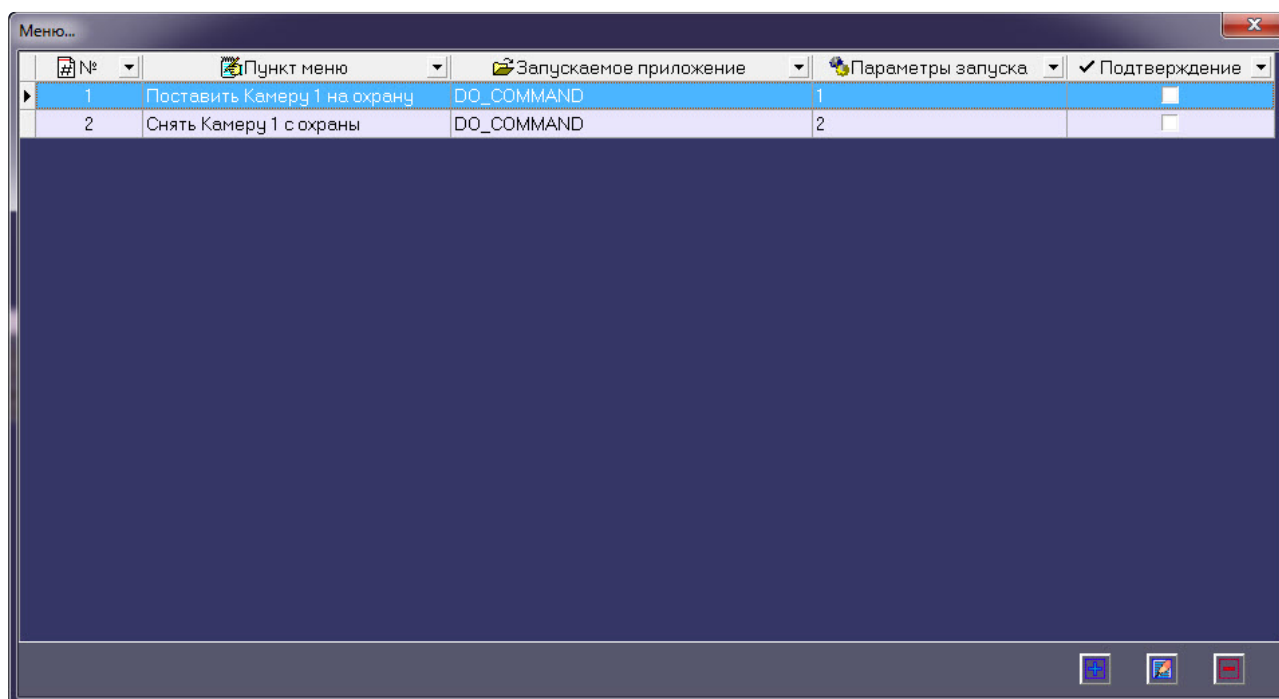 Меню...
№ Пункт меню Запускаемое приложение Параметры запуска Подтверждение
1 Поставить Камеру 1 на охрану DO_COMMAND 1
2 Снять Камеру 1 с охраны DO_COMMAND 2